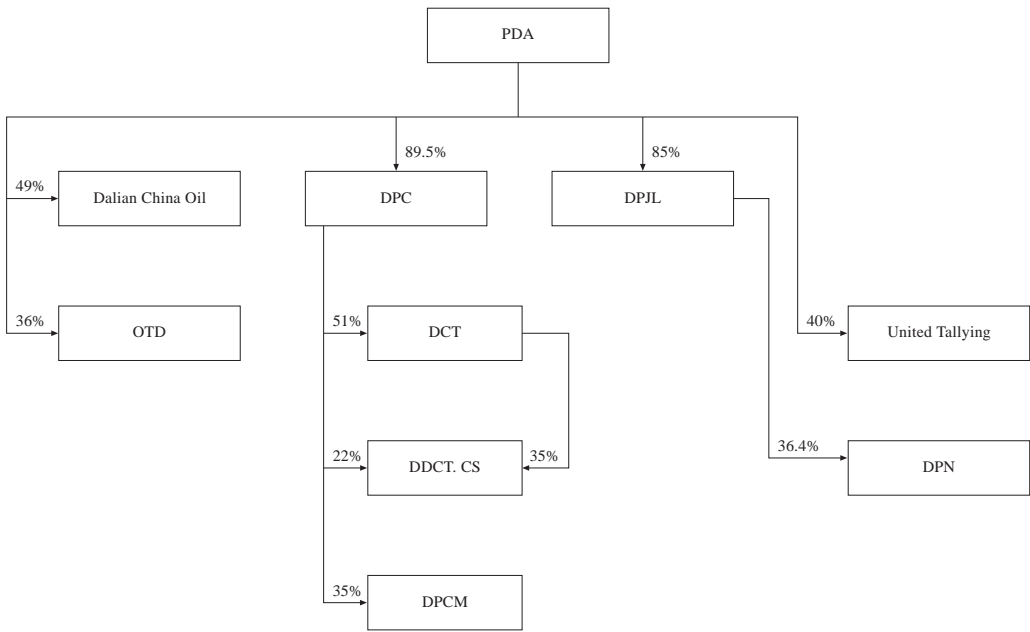 PDA
89.5%
85%
49%
Dalian China Oil
DPC
DPJL
36%
OTD
51%
DCT
40%
United Tallying
22%
DDCT. CS
35%
36.4%
DPN
35%
DPCM